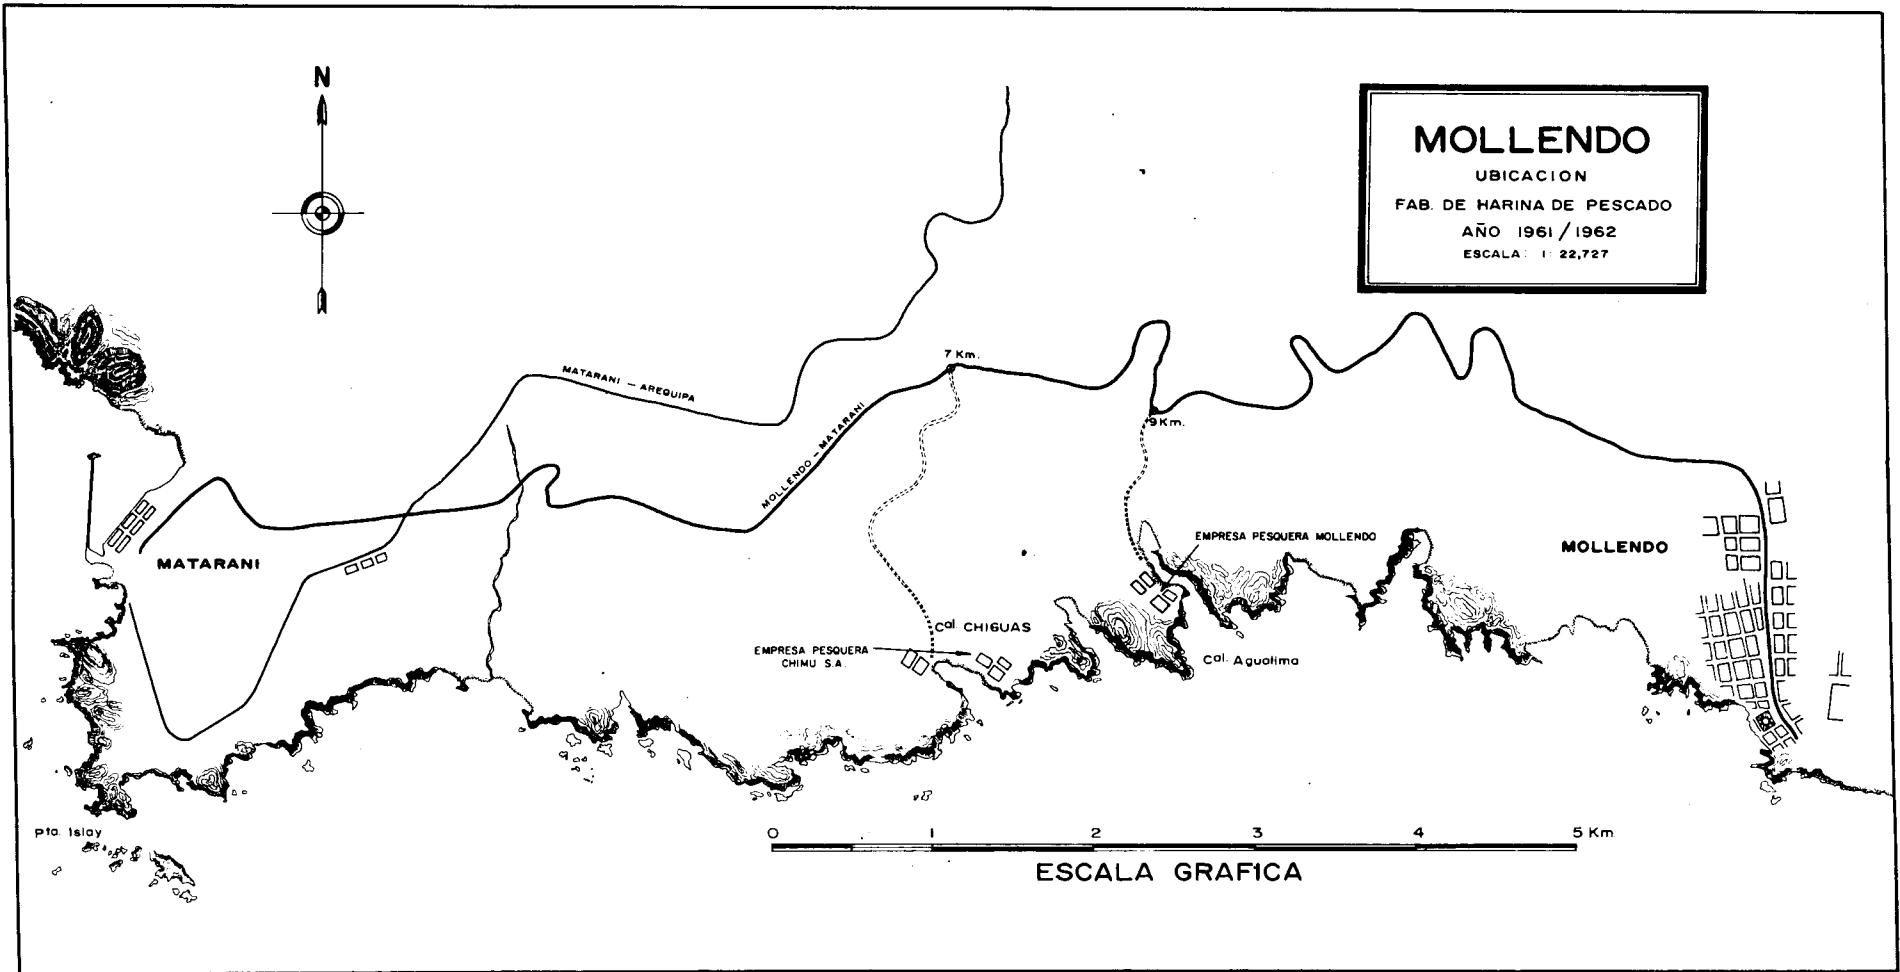 N
MOLLENDO
UBICACION
FAB. DE HARINA DE PESCADO
AÑO 1961 / 1962
ESCALA: 1: 22,727
7 Km.
MATARANI – AREQUIPA
MOLLENDO – MATARANI
9 Km.
EMPRESA PESQUERA MOLLENDO
MOLLENDO
MATARANI
Cal. CHIGUAS
EMPRESA PESQUERA
CHIMU S.A.
Cal. Agualima
Pta. Islay
0 1 2 3 4 5 Km.
ESCALA GRAFICA